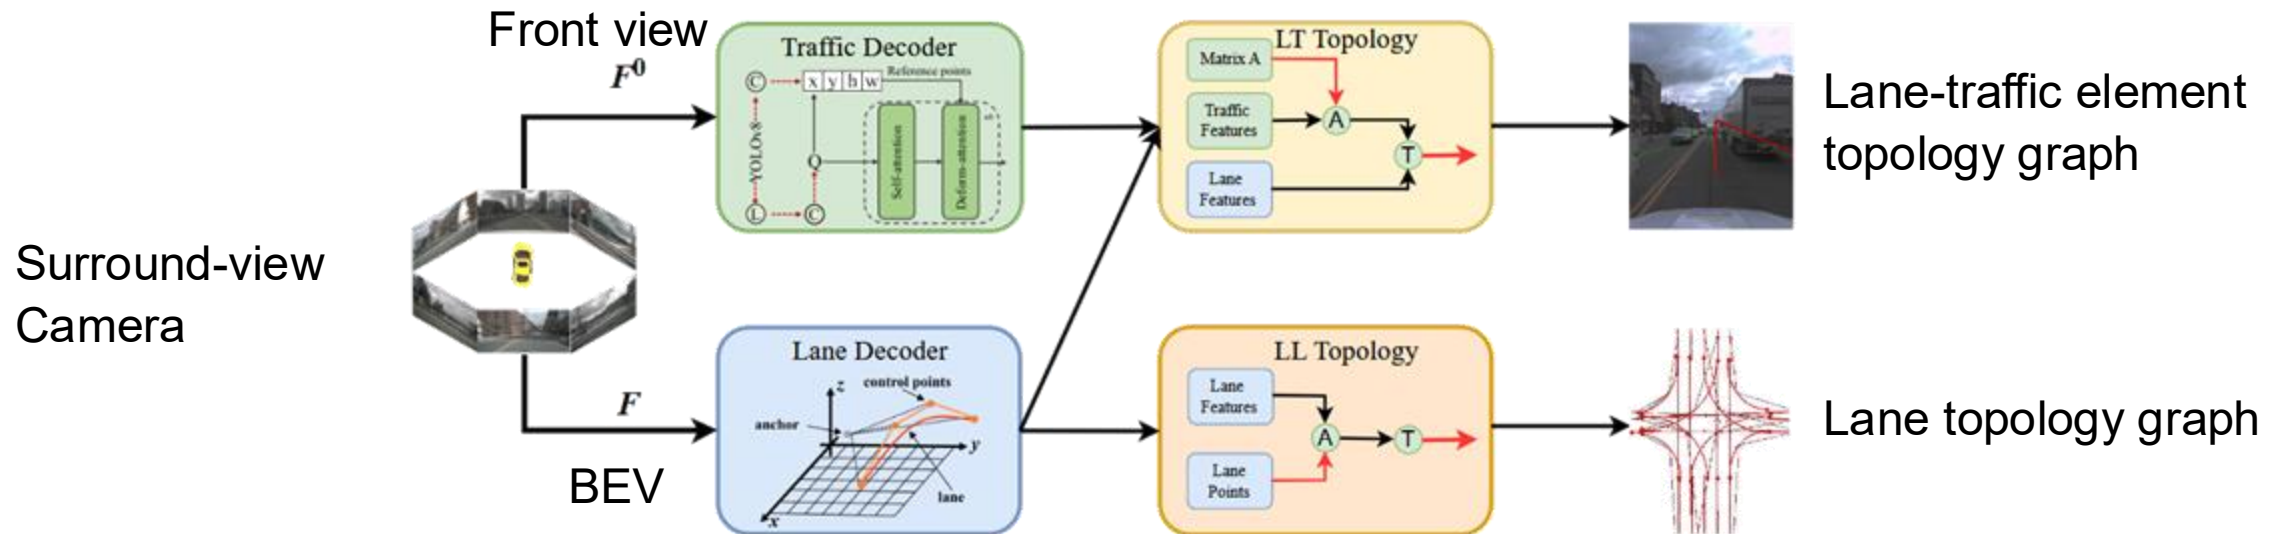 Surround-view
Camera
Front view
F⁰
F
BEV
Traffic Decoder
C
x y h w
Reference points
YOLOv8
Q
L
C
Self-attention
Deform-attention
Lane Decoder
z
control points
anchor
y
lane
x
LT Topology
Matrix A
Traffic
Features
Lane
Features
A
T
LL Topology
Lane
Features
Lane
Points
A
T
Lane-traffic element
topology graph
Lane topology graph